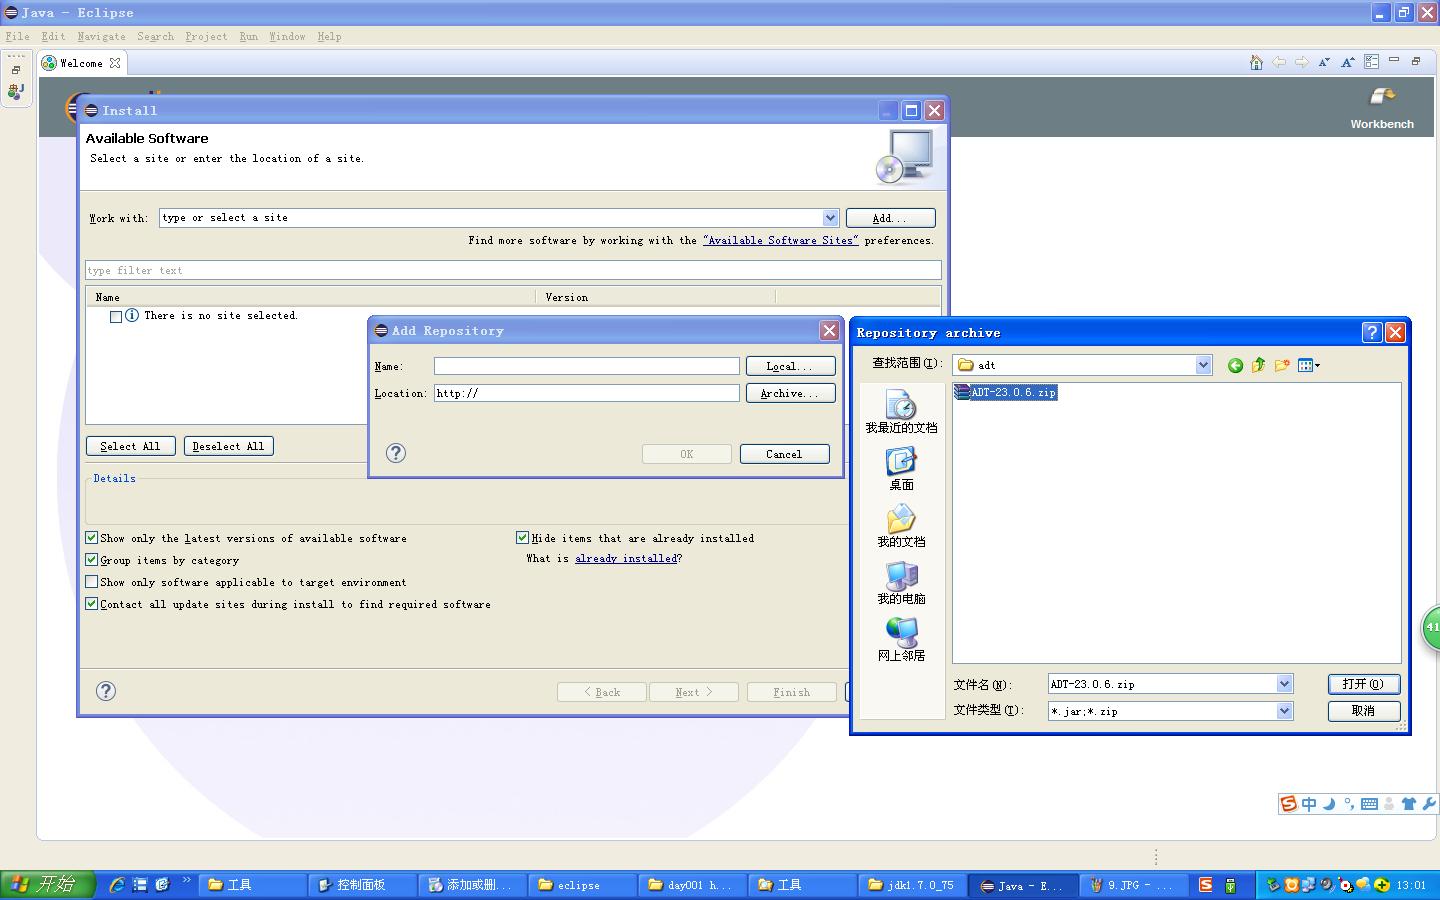 Java - Eclipse
File Edit Navigate Search Project Run Window Help
Welcome
Workbench
Install
Available Software
Select a site or enter the location of a site.
Work with: type or select a site Add...
Find more software by working with the "Available Software Sites" preferences.
type filter text
Name Version
There is no site selected.
Add Repository
Name: Local...
Location: http:// Archive...
OK Cancel
Select All Deselect All
Details
Show only the latest versions of available software
Hide items that are already installed
Group items by category
What is already installed?
Show only software applicable to target environment
Contact all update sites during install to find required software
< Back Next > Finish
Repository archive
查找范围(I): adt
ADT-23.0.6.zip
我最近的文档
桌面
我的文档
我的电脑
网上邻居
文件名(N): ADT-23.0.6.zip 打开(O)
文件类型(T): *.jar;*.zip 取消
41
中
开始 工具 控制面板 添加或删... eclipse day001 h... 工具 jdk1.7.0_75 Java - E... 9.JPG - ... 13:01